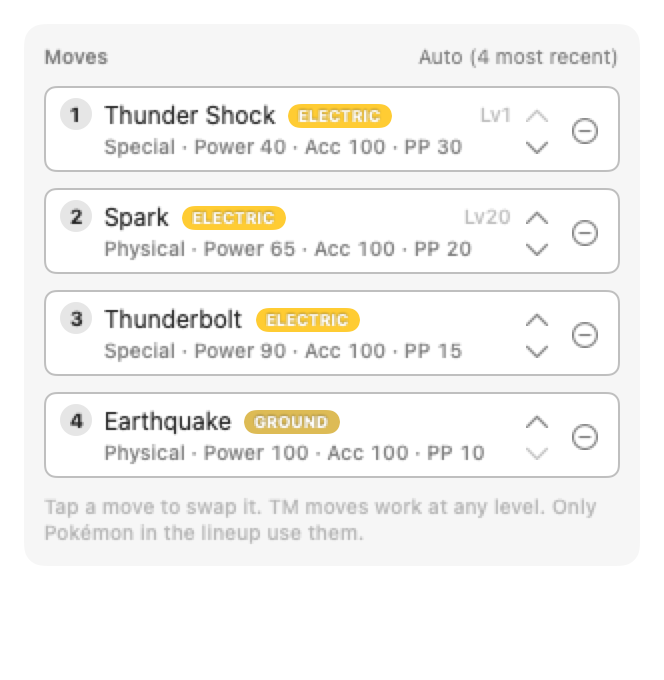 Moves Auto (4 most recent)
1 Thunder Shock ELECTRIC Lv1
Special · Power 40 · Acc 100 · PP 30
2 Spark ELECTRIC Lv20
Physical · Power 65 · Acc 100 · PP 20
3 Thunderbolt ELECTRIC
Special · Power 90 · Acc 100 · PP 15
4 Earthquake GROUND
Physical · Power 100 · Acc 100 · PP 10
Tap a move to swap it. TM moves work at any level. Only
Pokémon in the lineup use them.